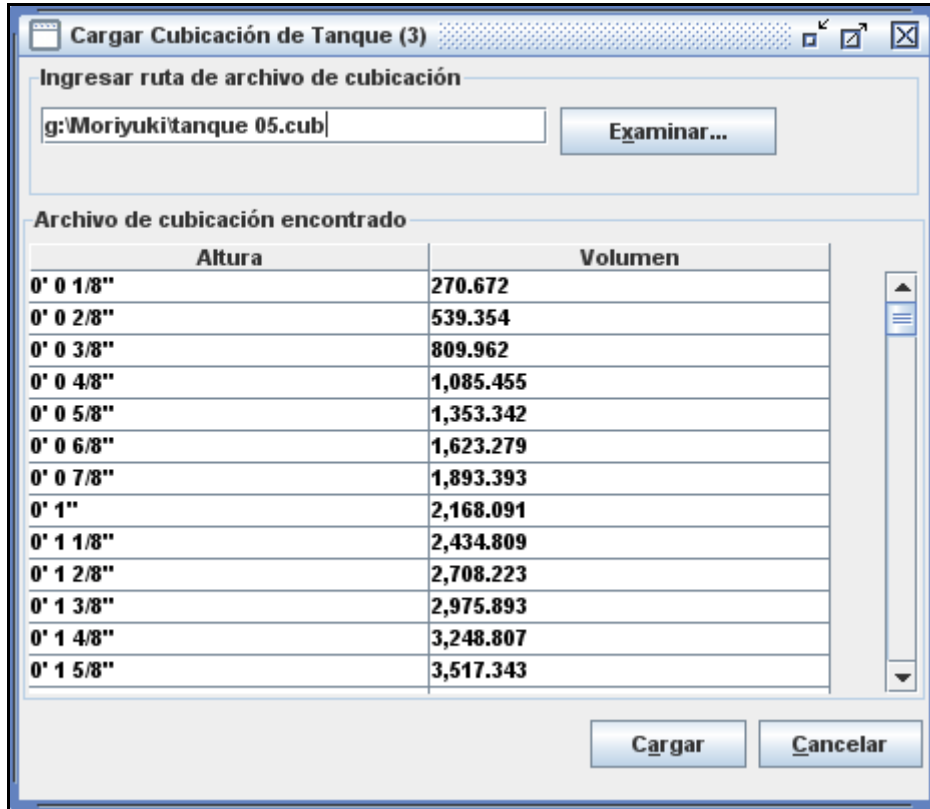 Cargar Cubicación de Tanque (3)
Ingresar ruta de archivo de cubicación
g:\Moriyuki\tanque 05.cub
Examinar...
Archivo de cubicación encontrado
Altura Volumen
0' 0 1/8" 270.672
0' 0 2/8" 539.354
0' 0 3/8" 809.962
0' 0 4/8" 1,085.455
0' 0 5/8" 1,353.342
0' 0 6/8" 1,623.279
0' 0 7/8" 1,893.393
0' 1" 2,168.091
0' 1 1/8" 2,434.809
0' 1 2/8" 2,708.223
0' 1 3/8" 2,975.893
0' 1 4/8" 3,248.807
0' 1 5/8" 3,517.343
Cargar Cancelar